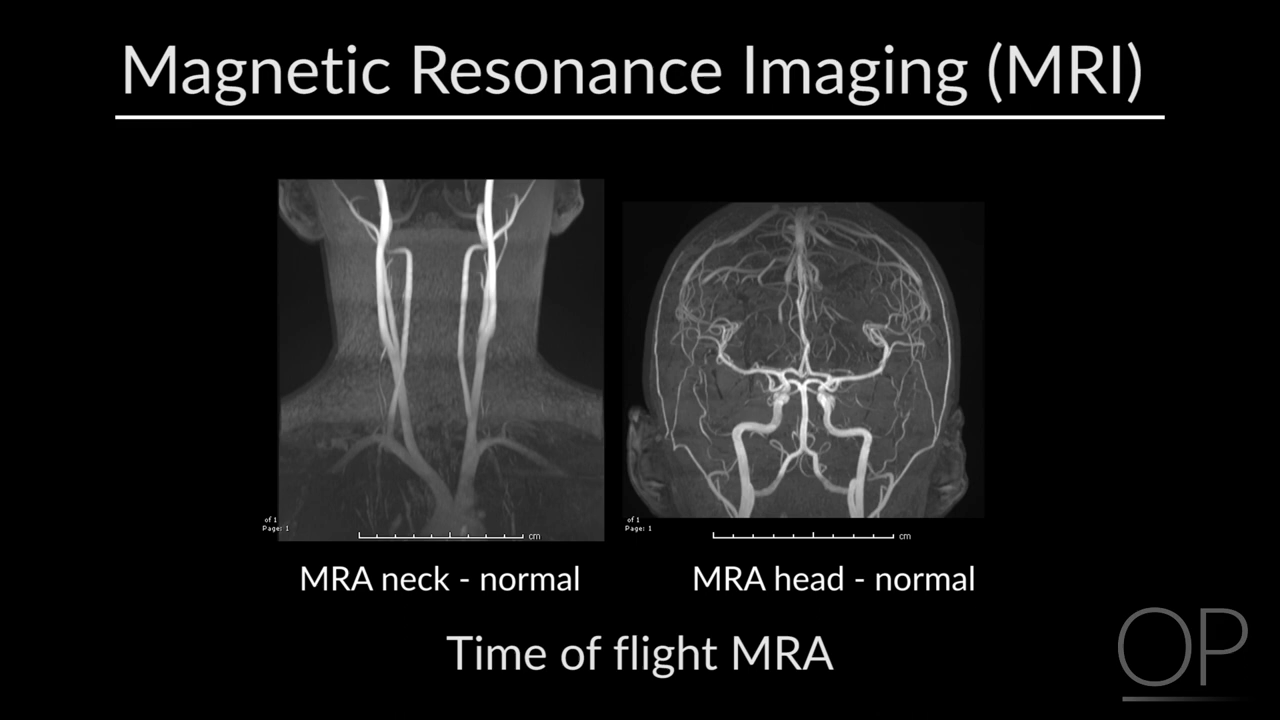 Magnetic Resonance Imaging (MRI)
of 1
Page: 1
cm
of 1
Page: 1
cm
MRA neck - normal
MRA head - normal
Time of flight MRA
OP